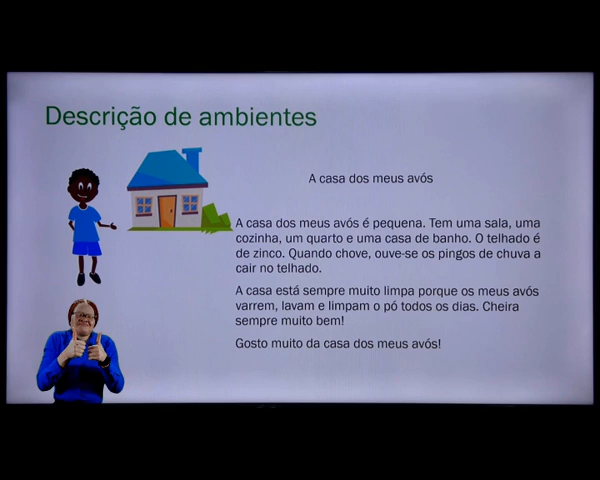 Descrição de ambientes
A casa dos meus avós
A casa dos meus avós é pequena. Tem uma sala, uma
cozinha, um quarto e uma casa de banho. O telhado é
de zinco. Quando chove, ouve-se os pingos de chuva a
cair no telhado.
A casa está sempre muito limpa porque os meus avós
varrem, lavam e limpam o pó todos os dias. Cheira
sempre muito bem!
Gosto muito da casa dos meus avós!